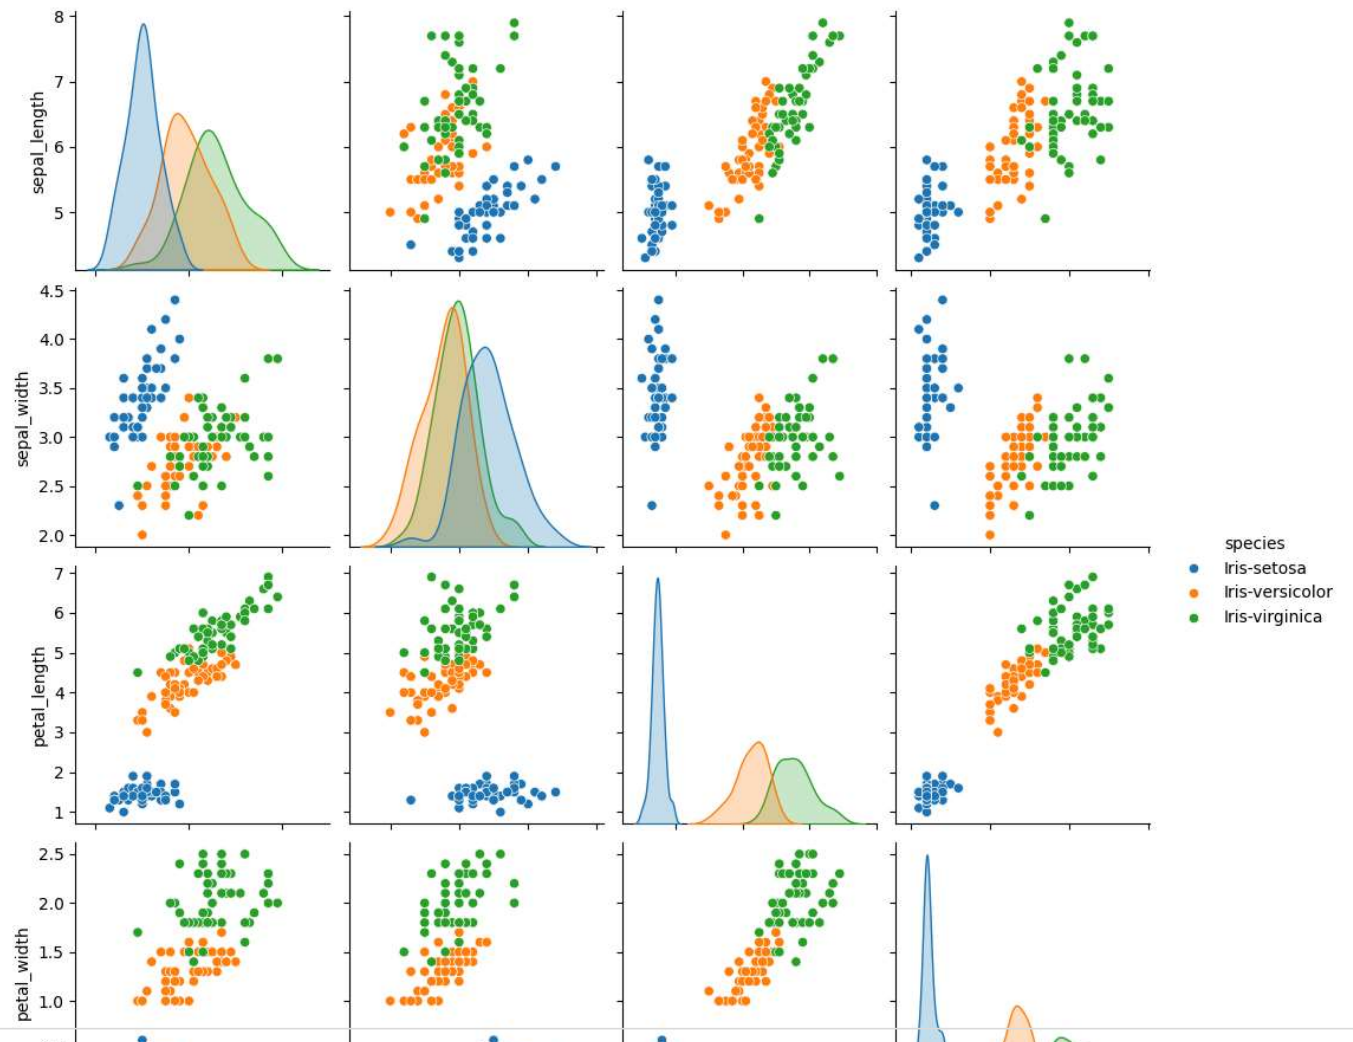 8
7
6
5
sepal_length
4.5
4.0
3.5
3.0
2.5
2.0
sepal_width
species
Iris-setosa
Iris-versicolor
Iris-virginica
7
6
5
4
3
2
1
petal_length
2.5
2.0
1.5
1.0
petal_width